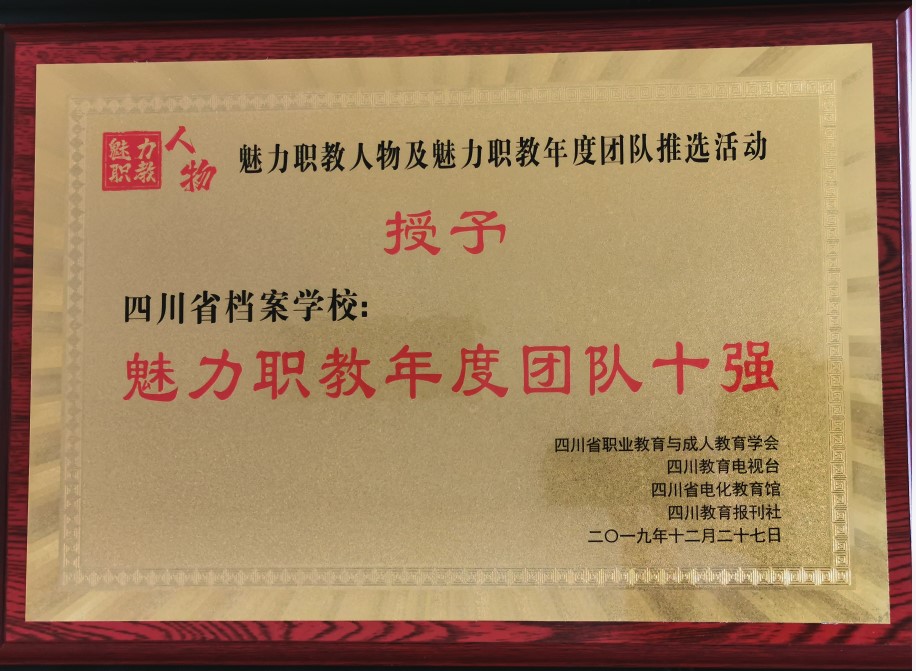 魅力职教人物
魅力职教人物及魅力职教年度团队推选活动
授予
四川省档案学校:
魅力职教年度团队十强
四川省职业教育与成人教育学会
四川教育电视台
四川省电化教育馆
四川教育报刊社
二〇一九年十二月二十七日